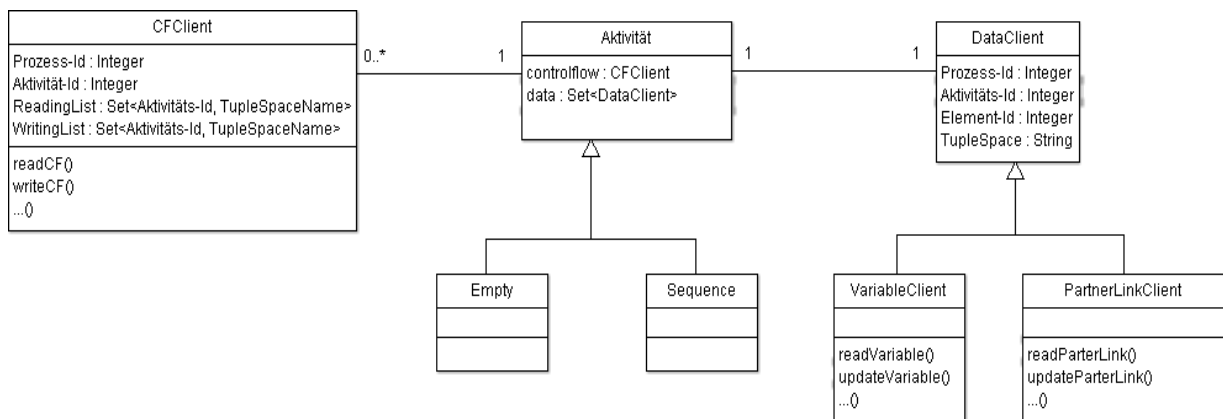 CFClient
Prozess-Id : Integer
Aktivität-Id : Integer
ReadingList : Set<Aktivitäts-Id, TupleSpaceName>
WritingList : Set<Aktivitäts-Id, TupleSpaceName>
readCF()
writeCF()
...()
0..*
1
Aktivität
controlflow : CFClient
data : Set<DataClient>
1
1
DataClient
Prozess-Id : Integer
Aktivitäts-Id : Integer
Element-Id : Integer
TupleSpace : String
Empty
Sequence
VariableClient
readVariable()
updateVariable()
...()
PartnerLinkClient
readParterLink()
updateParterLink()
...()